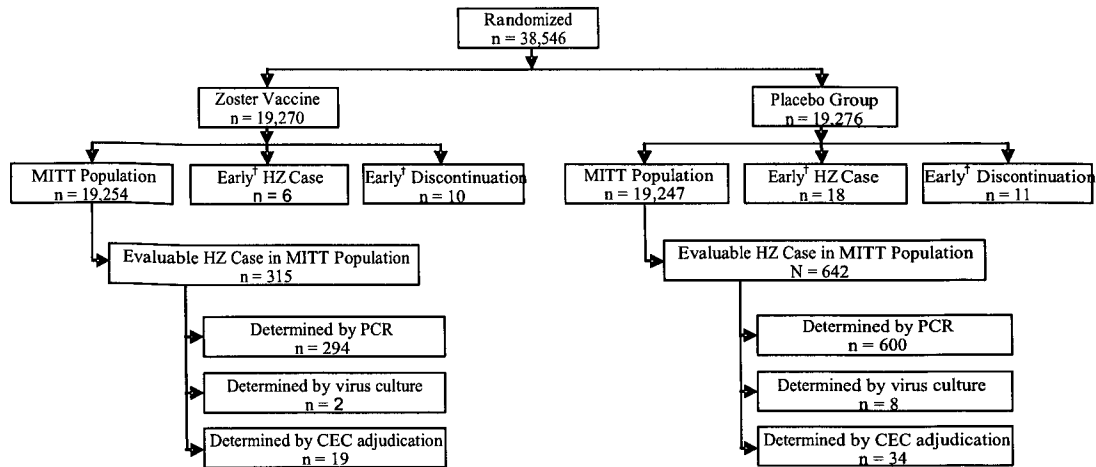 Randomized
n = 38,546
Zoster Vaccine
n = 19,270
Placebo Group
n = 19,276
MITT Population
n = 19,254
Early† HZ Case
n = 6
Early† Discontinuation
n = 10
MITT Population
n = 19,247
Early† HZ Case
n = 18
Early† Discontinuation
n = 11
Evaluable HZ Case in MITT Population
n = 315
Evaluable HZ Case in MITT Population
N = 642
Determined by PCR
n = 294
Determined by PCR
n = 600
Determined by virus culture
n = 2
Determined by virus culture
n = 8
Determined by CEC adjudication
n = 19
Determined by CEC adjudication
n = 34